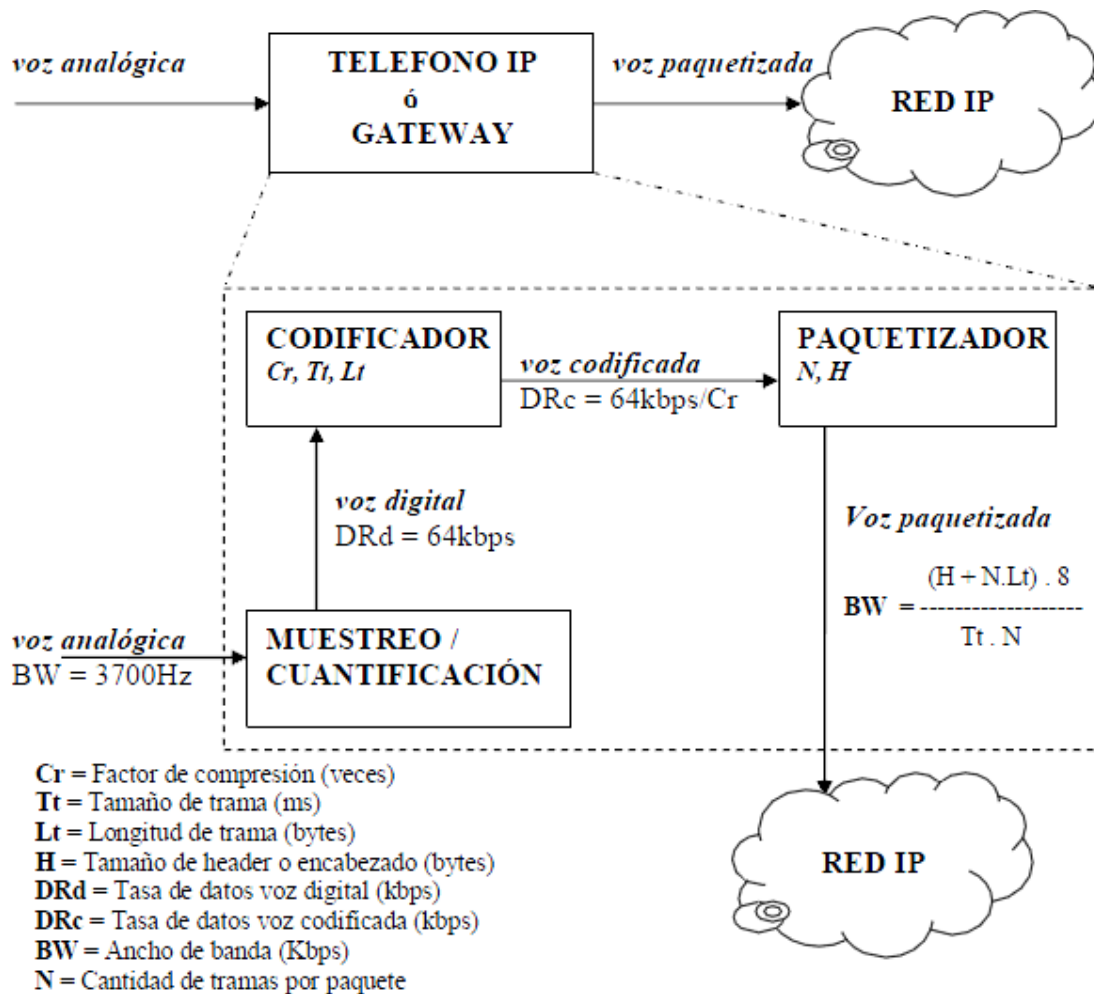 voz analógica
TELEFONO IP
ó
GATEWAY
voz paquetizada
RED IP
CODIFICADOR
Cr, Tt, Lt
voz codificada
DRc = 64kbps/Cr
PAQUETIZADOR
N, H
voz digital
DRd = 64kbps
Voz paquetizada
(H + N.Lt) . 8
BW = -------------------
Tt . N
voz analógica
BW = 3700Hz
MUESTREO /
CUANTIFICACIÓN
Cr = Factor de compresión (veces)
Tt = Tamaño de trama (ms)
Lt = Longitud de trama (bytes)
H = Tamaño de header o encabezado (bytes)
DRd = Tasa de datos voz digital (kbps)
DRc = Tasa de datos voz codificada (kbps)
BW = Ancho de banda (Kbps)
N = Cantidad de tramas por paquete
RED IP